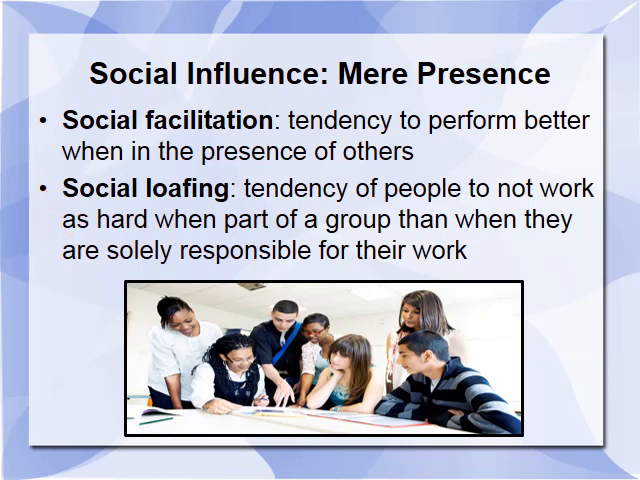 Social Influence: Mere Presence
• Social facilitation: tendency to perform better
when in the presence of others
• Social loafing: tendency of people to not work
as hard when part of a group than when they
are solely responsible for their work